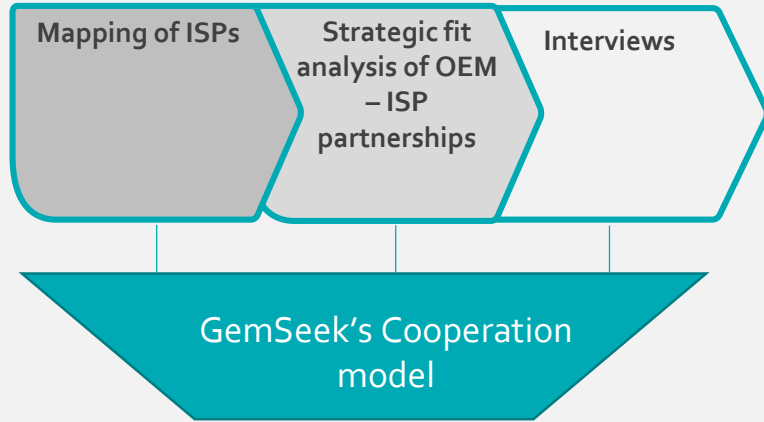 Mapping of ISPs
Strategic fit
analysis of OEM
– ISP
partnerships
Interviews
GemSeek’s Cooperation
model